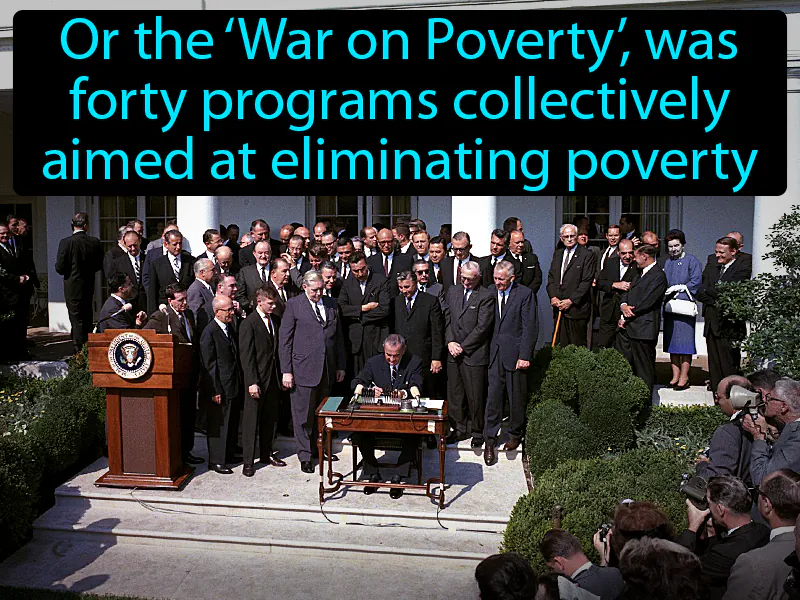 Or the ‘War on Poverty’, was
forty programs collectively
aimed at eliminating poverty